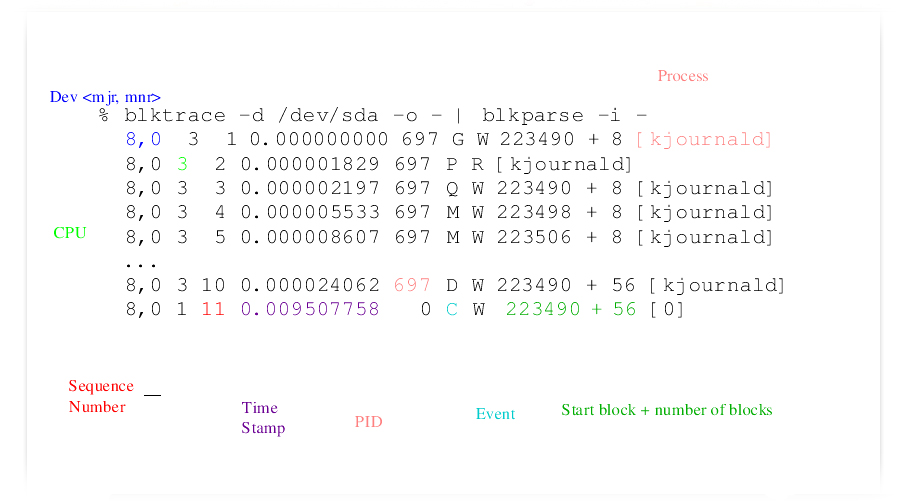 Process
Dev <mjr, mnr>
% blktrace -d /dev/sda -o - | blkparse -i -
8,0 3 1 0.000000000 697 G W 223490 + 8 [kjournald]
8,0 3 2 0.000001829 697 P R [kjournald]
8,0 3 3 0.000002197 697 Q W 223490 + 8 [kjournald]
8,0 3 4 0.000005533 697 M W 223498 + 8 [kjournald]
CPU
8,0 3 5 0.000008607 697 M W 223506 + 8 [kjournald]
...
8,0 3 10 0.000024062 697 D W 223490 + 56 [kjournald]
8,0 1 11 0.009507758 0 C W 223490 + 56 [0]
Sequence
Number
Time
Stamp
PID
Event
Start block + number of blocks